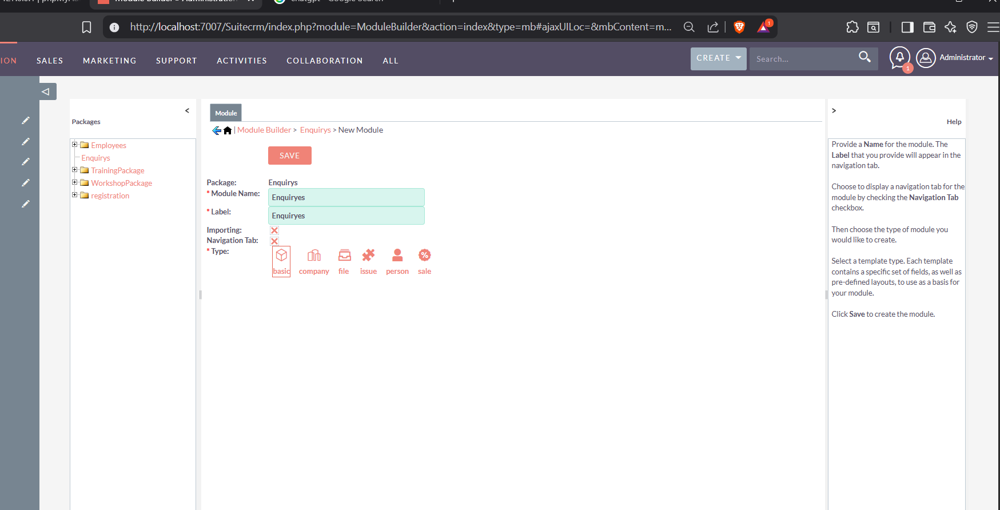 http://localhost:7007/Suitecrm/index.php?module=ModuleBuilder&action=index&type=mb#ajaxUILoc=&mbContent=m...
1
ION SALES MARKETING SUPPORT ACTIVITIES COLLABORATION ALL
CREATE Search... 1 Administrator
<
Packages
Employees
Enquirys
TrainingPackage
WorkshopPackage
registration
Module
| Module Builder > Enquirys > New Module
SAVE
Package: Enquirys
* Module Name: Enquiryes
* Label: Enquiryes
Importing:
Navigation Tab:
* Type:
basic company file issue person sale
>
Help
Provide a Name for the module. The
Label that you provide will appear in the
navigation tab.
Choose to display a navigation tab for the
module by checking the Navigation Tab
checkbox.
Then choose the type of module you
would like to create.
Select a template type. Each template
contains a specific set of fields, as well as
pre-defined layouts, to use as a basis for
your module.
Click Save to create the module.